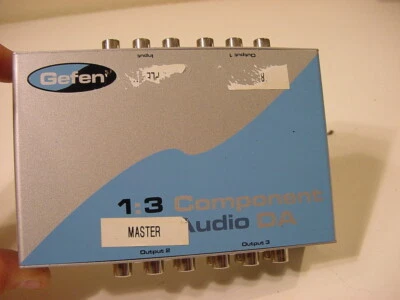 Gefen
Input
Output 1
1:3 Component
Audio DA
MASTER
Output 2
Output 3